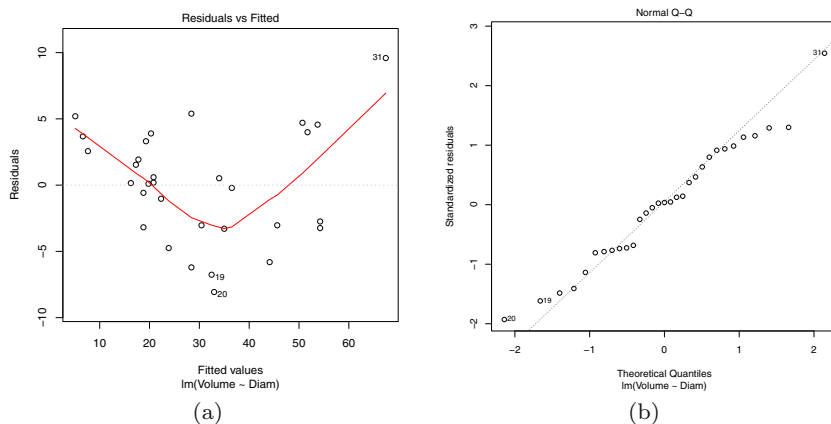 Residuals vs Fitted
10
5
0
−5
−10
Residuals
31
19
20
10 20 30 40 50 60
Fitted values
lm(Volume ~ Diam)
(a)
Normal Q−Q
3
2
1
0
−1
−2
Standardized residuals
31
19
20
−2 −1 0 1 2
Theoretical Quantiles
lm(Volume ~ Diam)
(b)